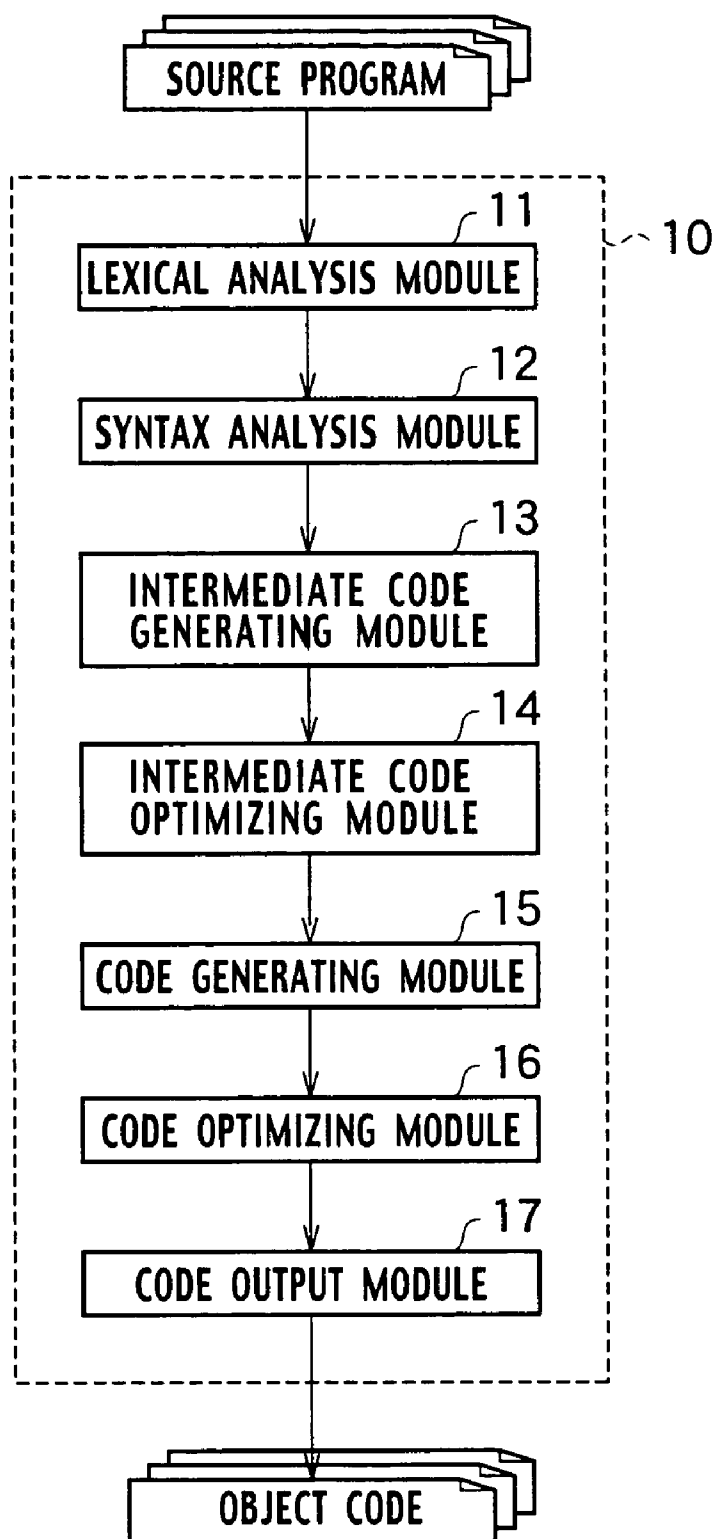 SOURCE PROGRAM
11
10
LEXICAL ANALYSIS MODULE
12
SYNTAX ANALYSIS MODULE
13
INTERMEDIATE CODE
GENERATING MODULE
14
INTERMEDIATE CODE
OPTIMIZING MODULE
15
CODE GENERATING MODULE
16
CODE OPTIMIZING MODULE
17
CODE OUTPUT MODULE
OBJECT CODE